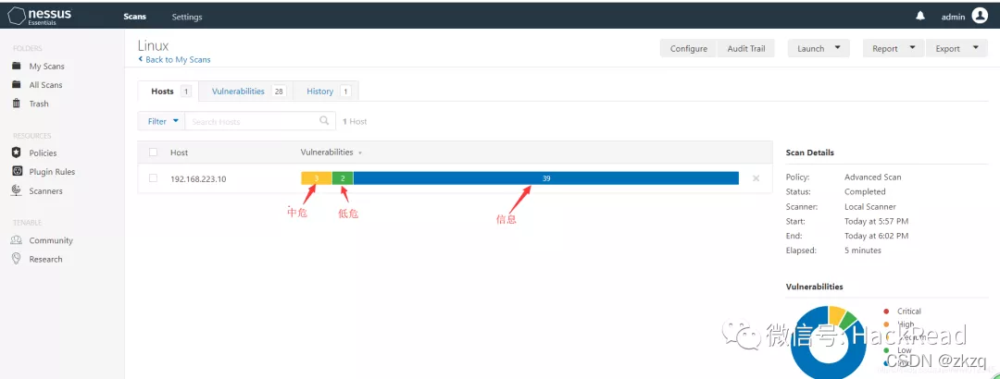 nessus Essentials Scans Settings admin
FOLDERS
My Scans
All Scans
Trash
RESOURCES
Policies
Plugin Rules
Scanners
TENABLE
Community
Research
Linux
Back to My Scans
Configure Audit Trail Launch Report Export
Hosts 1 Vulnerabilities 28 History 1
Filter Search Hosts 1 Host
Host Vulnerabilities
192.168.223.10 3 2 39
中危 低危 信息
Scan Details
Policy: Advanced Scan
Status: Completed
Scanner: Local Scanner
Start: Today at 5:57 PM
End: Today at 6:02 PM
Elapsed: 5 minutes
Vulnerabilities
Critical
High
Medium
Low
微信号: HackRead
CSDN @zkzq